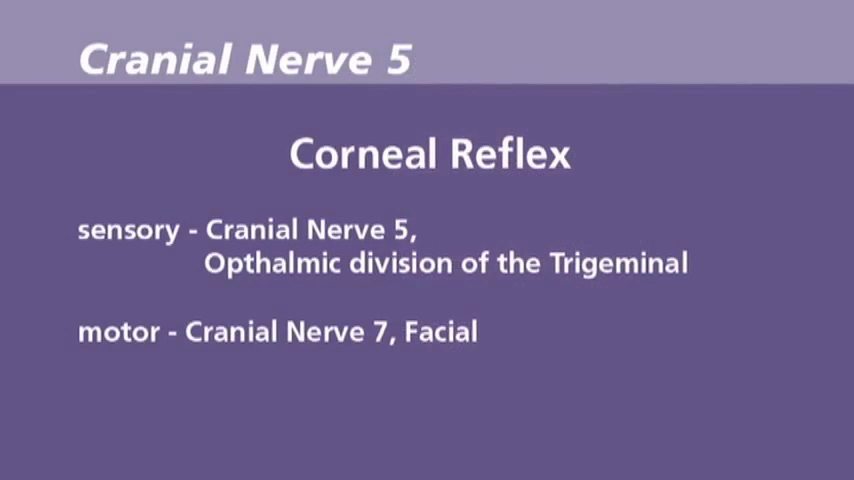 Cranial Nerve 5
Corneal Reflex
sensory - Cranial Nerve 5,
Opthalmic division of the Trigeminal
motor - Cranial Nerve 7, Facial